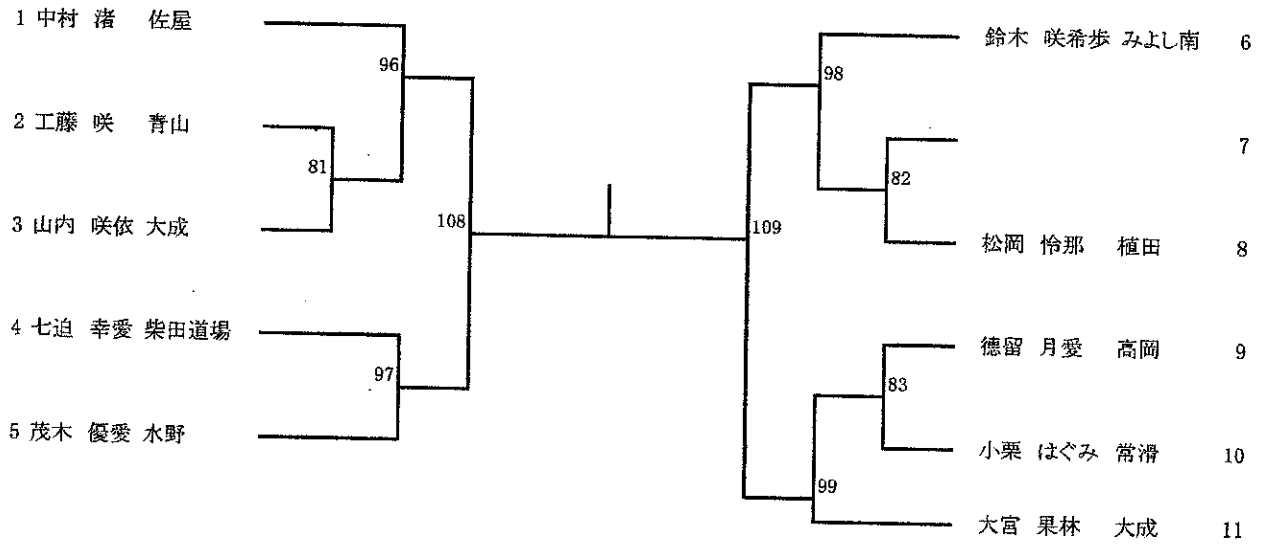 1 中村 渚 佐屋
96
2 工藤 咲 青山
81
3 山内 咲依 大成
108
4 七迫 幸愛 柴田道場
97
5 茂木 優愛 水野
鈴木 咲希歩 みよし南 6
98
7
82
109
松岡 怜那 植田 8
徳留 月愛 高岡 9
83
小栗 はぐみ 常滑 10
99
大宮 果林 大成 11